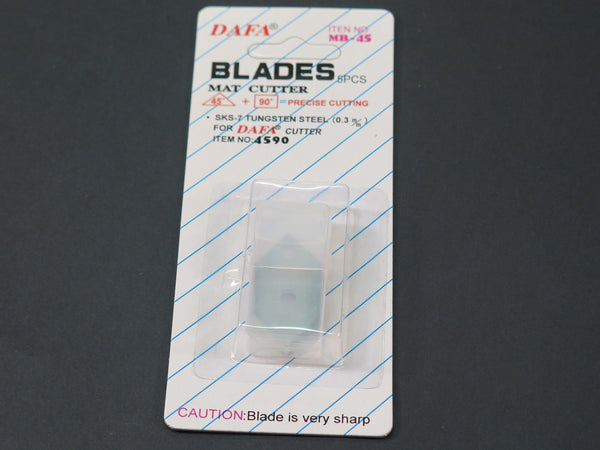 DAFA®
ITEN NO.
MB-45
BLADES 5PCS
MAT CUTTER
45° + 90° = PRECISE CUTTING
• SKS-7 TUNGSTEN STEEL (0.3 m/m)
FOR DAFA® CUTTER
ITEM NO:4590
CAUTION:Blade is very sharp